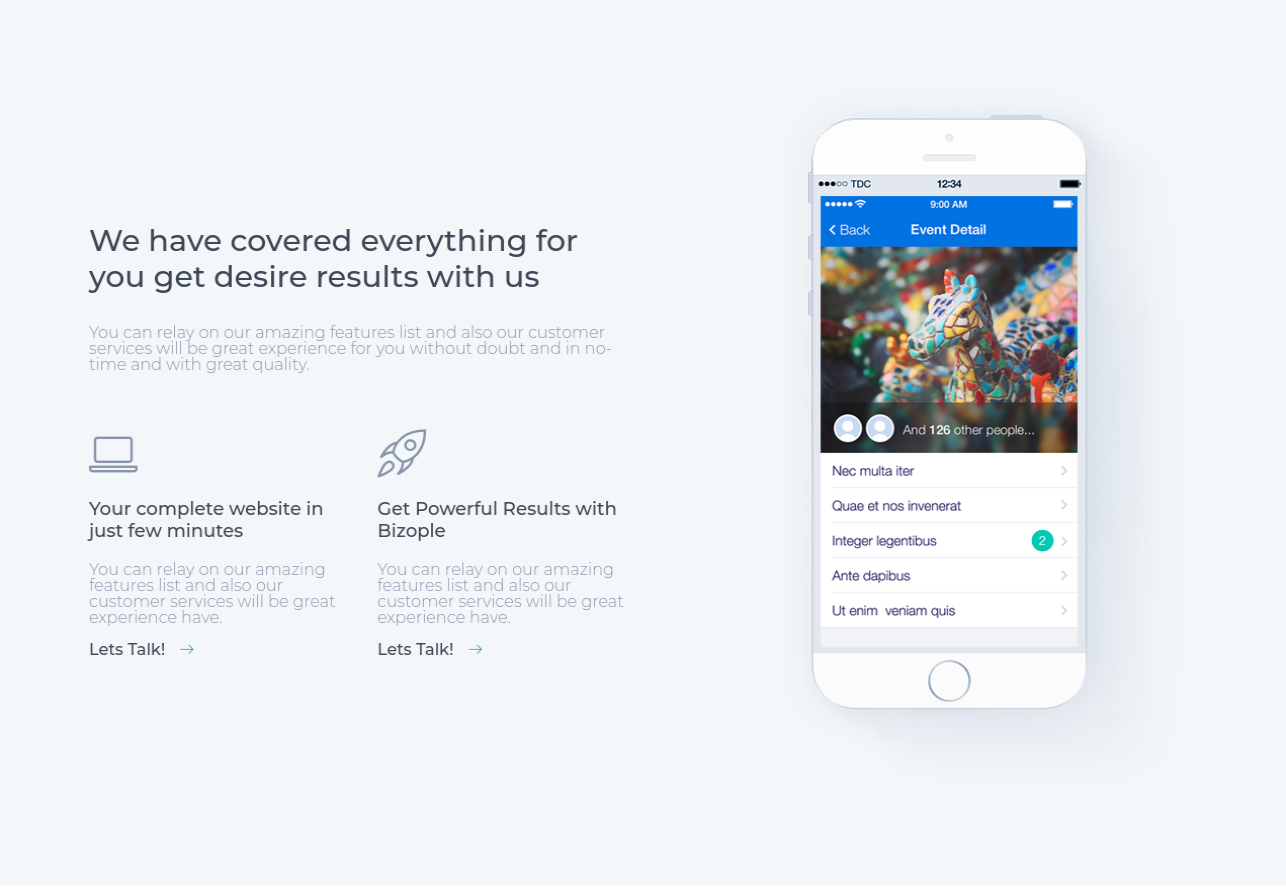 We have covered everything for
you get desire results with us
You can relay on our amazing features list and also our customer
services will be great experience for you without doubt and in no-
time and with great quality.
Your complete website in
just few minutes
You can relay on our amazing
features list and also our
customer services will be great
experience have.
Lets Talk!
Get Powerful Results with
Bizople
You can relay on our amazing
features list and also our
customer services will be great
experience have.
Lets Talk!
TDC 12:34
9:00 AM
Back Event Detail
And 126 other people...
Nec multa iter
Quae et nos invenerat
Integer legentibus 2
Ante dapibus
Ut enim veniam quis